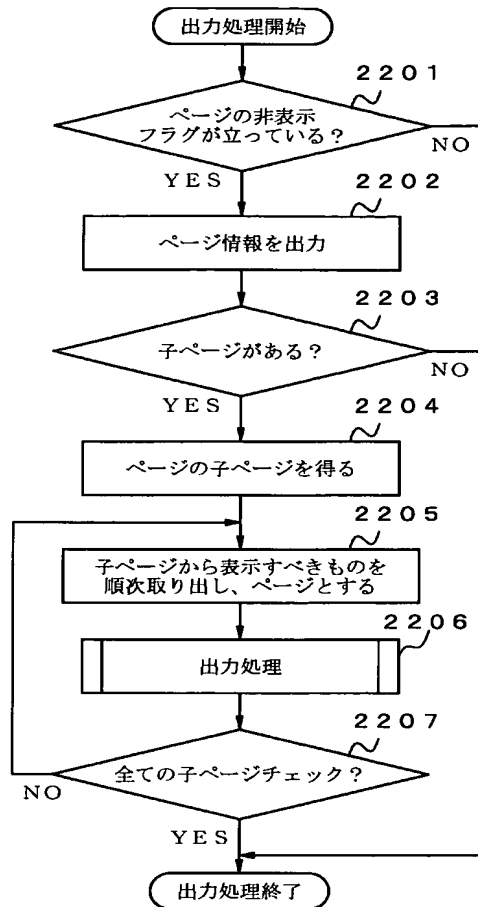 出力処理開始
2201
ページの非表示
フラグが立っている?
NO
YES
2202
ページ情報を出力
2203
子ページがある?
NO
YES
2204
ページの子ページを得る
2205
子ページから表示すべきものを
順次取り出し、ページとする
2206
出力処理
2207
全ての子ページチェック?
NO
YES
出力処理終了